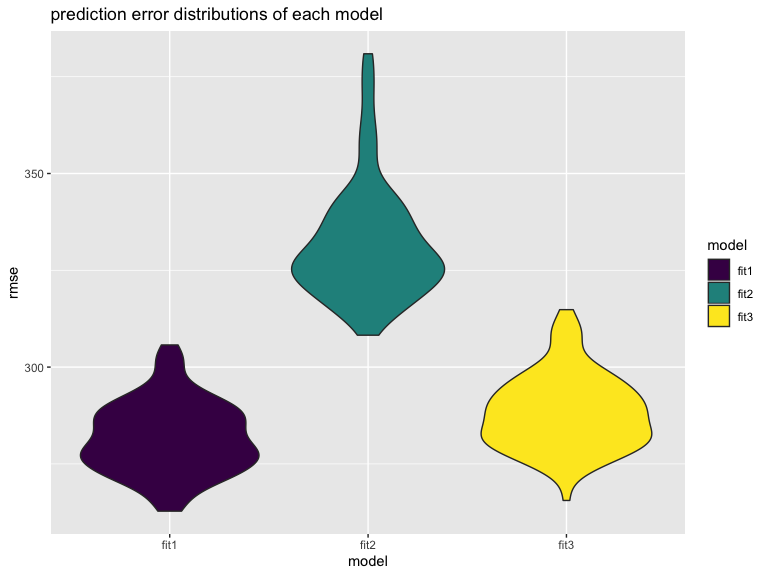 prediction error distributions of each model
350
300
rmse
fit1
fit2
fit3
model
model
fit1
fit2
fit3